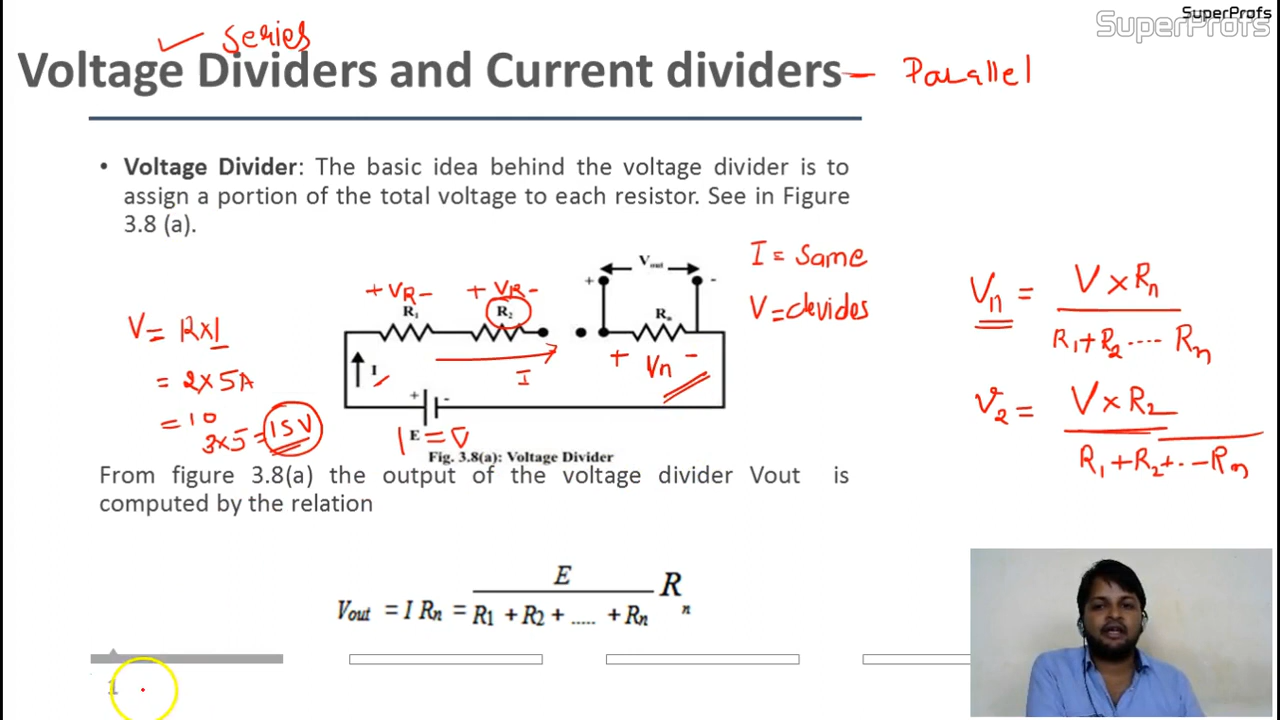 SuperProfs
SuperProfs
✓ Series
Voltage Dividers and Current dividers — Parallel
• Voltage Divider: The basic idea behind the voltage divider is to
assign a portion of the total voltage to each resistor. See in Figure
3.8 (a).
I = Same
V = devides
Vout
+ -
+ VR - + VR -
R1 R2 Rn
+ Vn -
I
I
+ -
E = V
V = R×I
= 2×5A
= 10
3×5 = 15V
Vn = V×Rn
R1+R2 ···· Rn
V2 = V×R2
R1+R2+..-Rn
Fig. 3.8(a): Voltage Divider
From figure 3.8(a) the output of the voltage divider Vout is
computed by the relation
Vout = I Rn = E
R1 + R2 + ..... + Rn
Rn
1